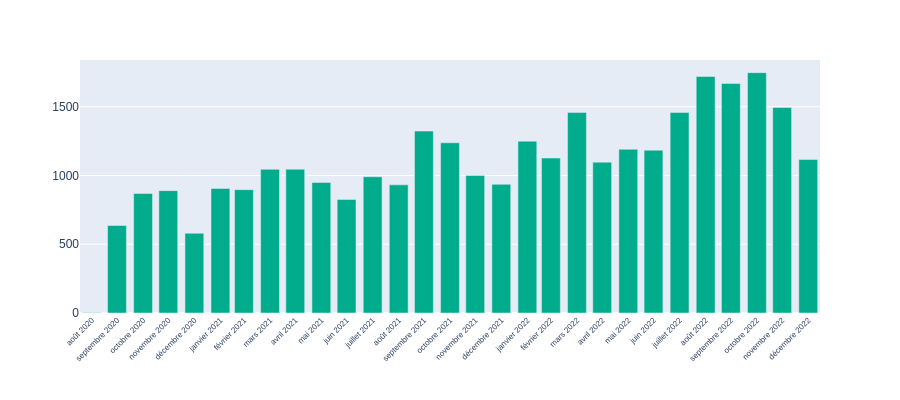 1500
1000
500
0
août 2020
septembre 2020
octobre 2020
novembre 2020
décembre 2020
janvier 2021
février 2021
mars 2021
avril 2021
mai 2021
juin 2021
juillet 2021
août 2021
septembre 2021
octobre 2021
novembre 2021
décembre 2021
janvier 2022
février 2022
mars 2022
avril 2022
mai 2022
juin 2022
juillet 2022
août 2022
septembre 2022
octobre 2022
novembre 2022
décembre 2022